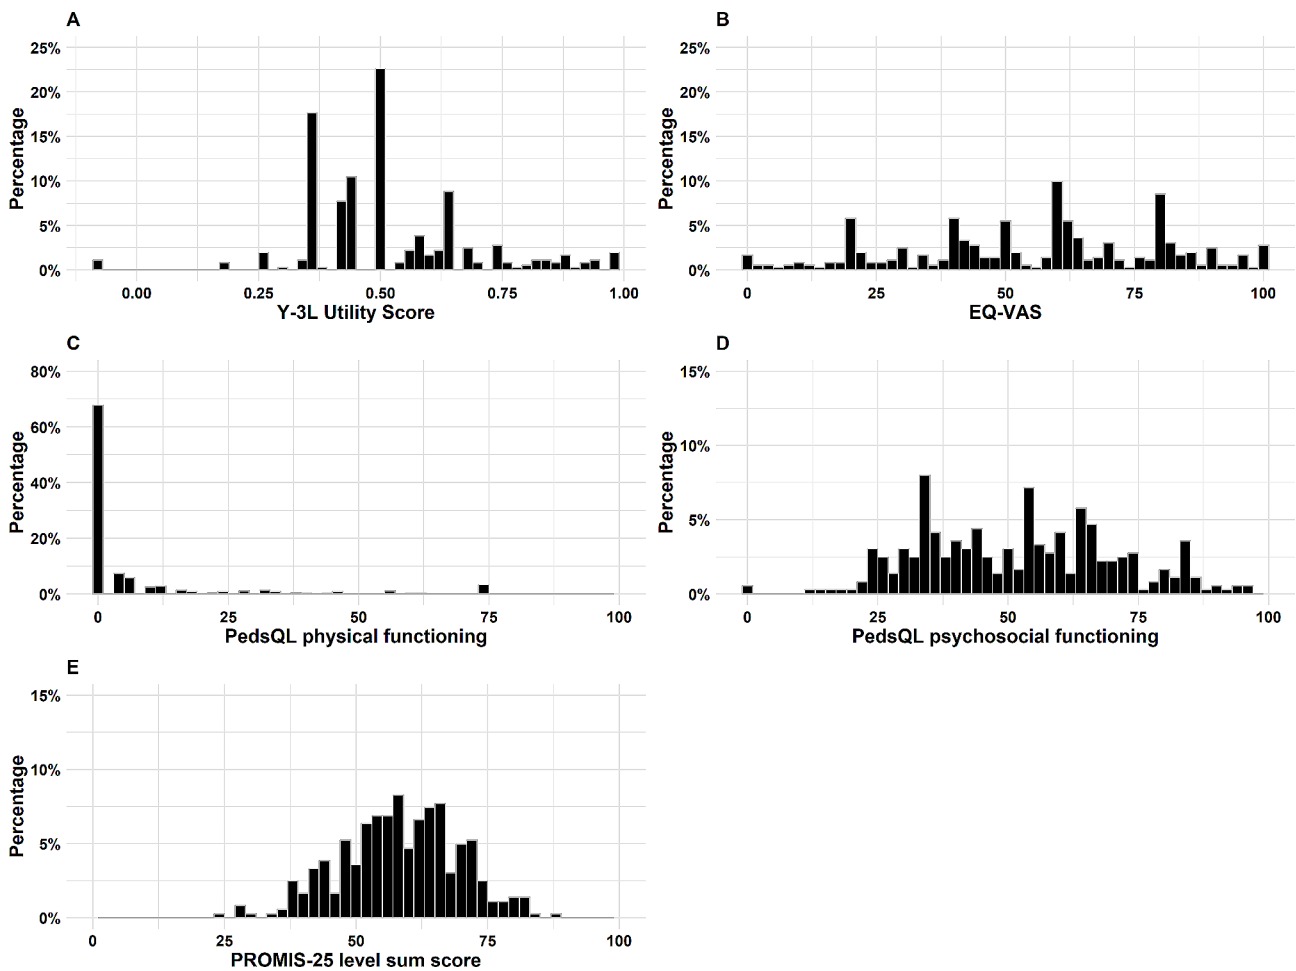 A
Percentage
25%
20%
15%
10%
5%
0%
0.00 0.25 0.50 0.75 1.00
Y-3L Utility Score
B
Percentage
25%
20%
15%
10%
5%
0%
0 25 50 75 100
EQ-VAS
C
Percentage
80%
60%
40%
20%
0%
0 25 50 75 100
PedsQL physical functioning
D
Percentage
15%
10%
5%
0%
0 25 50 75 100
PedsQL psychosocial functioning
E
Percentage
15%
10%
5%
0%
0 25 50 75 100
PROMIS-25 level sum score